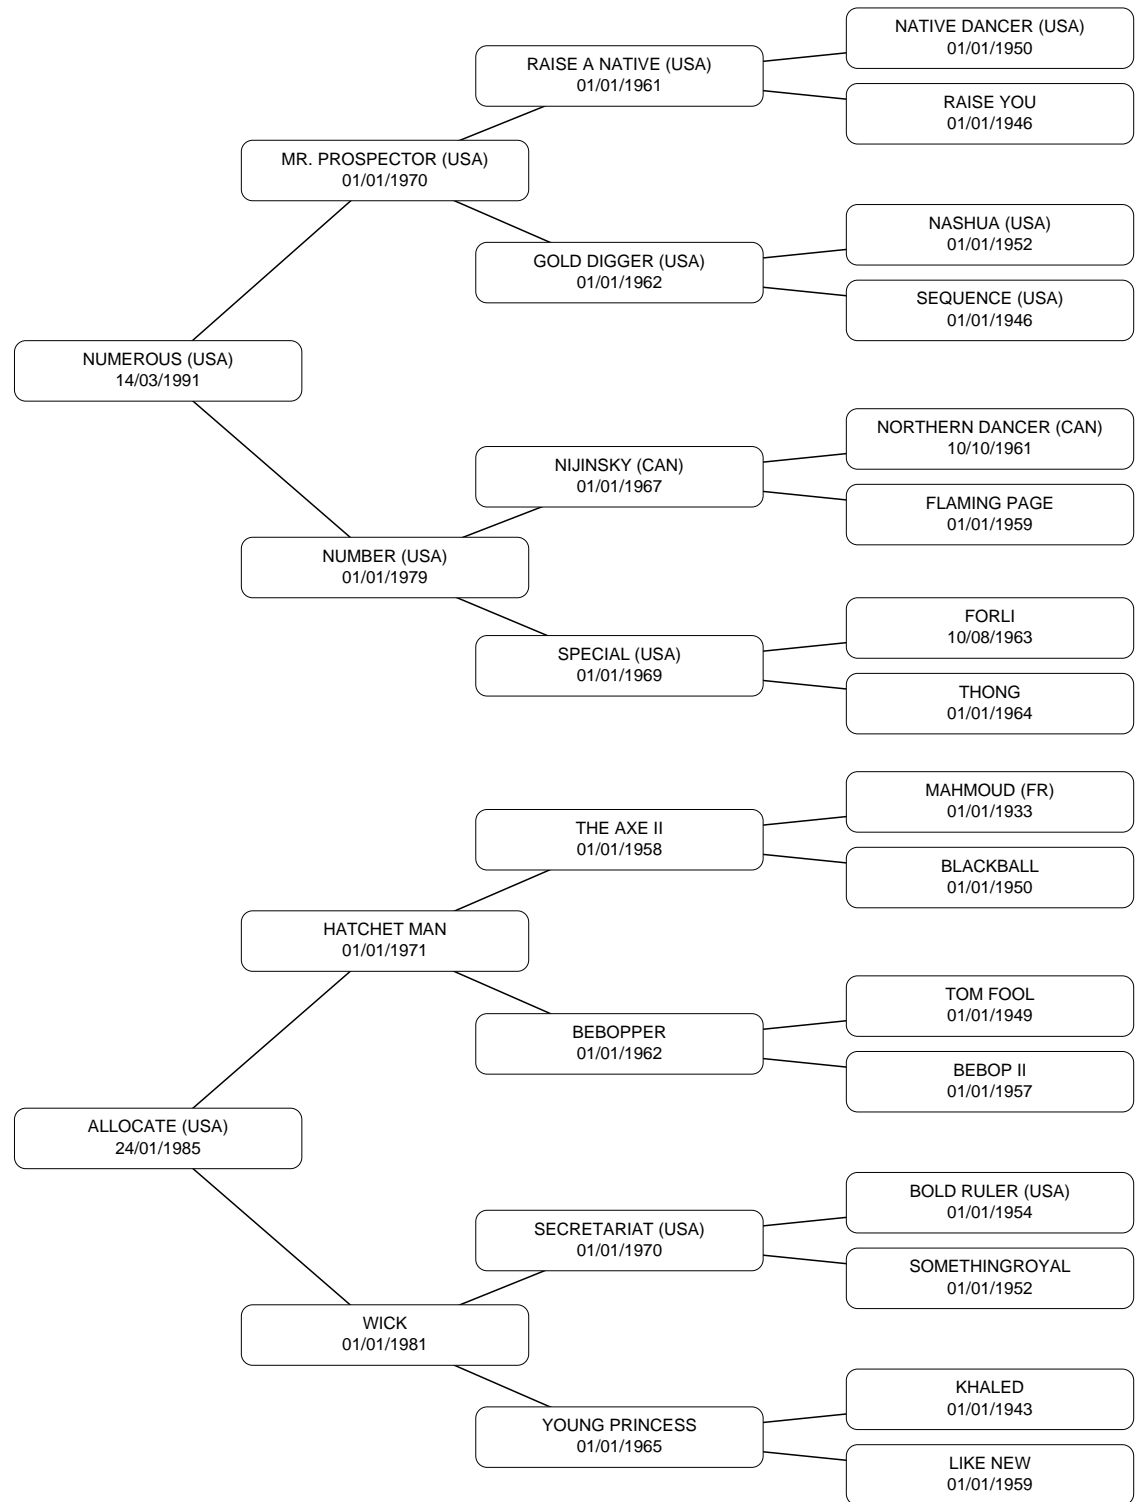 NATIVE DANCER (USA)
01/01/1950
RAISE A NATIVE (USA)
01/01/1961
RAISE YOU
01/01/1946
MR. PROSPECTOR (USA)
01/01/1970
NASHUA (USA)
01/01/1952
GOLD DIGGER (USA)
01/01/1962
SEQUENCE (USA)
01/01/1946
NUMEROUS (USA)
14/03/1991
NORTHERN DANCER (CAN)
10/10/1961
NIJINSKY (CAN)
01/01/1967
FLAMING PAGE
01/01/1959
NUMBER (USA)
01/01/1979
FORLI
10/08/1963
SPECIAL (USA)
01/01/1969
THONG
01/01/1964
MAHMOUD (FR)
01/01/1933
THE AXE II
01/01/1958
BLACKBALL
01/01/1950
HATCHET MAN
01/01/1971
TOM FOOL
01/01/1949
BEBOPPER
01/01/1962
BEBOP II
01/01/1957
ALLOCATE (USA)
24/01/1985
BOLD RULER (USA)
01/01/1954
SECRETARIAT (USA)
01/01/1970
SOMETHINGROYAL
01/01/1952
WICK
01/01/1981
KHALED
01/01/1943
YOUNG PRINCESS
01/01/1965
LIKE NEW
01/01/1959